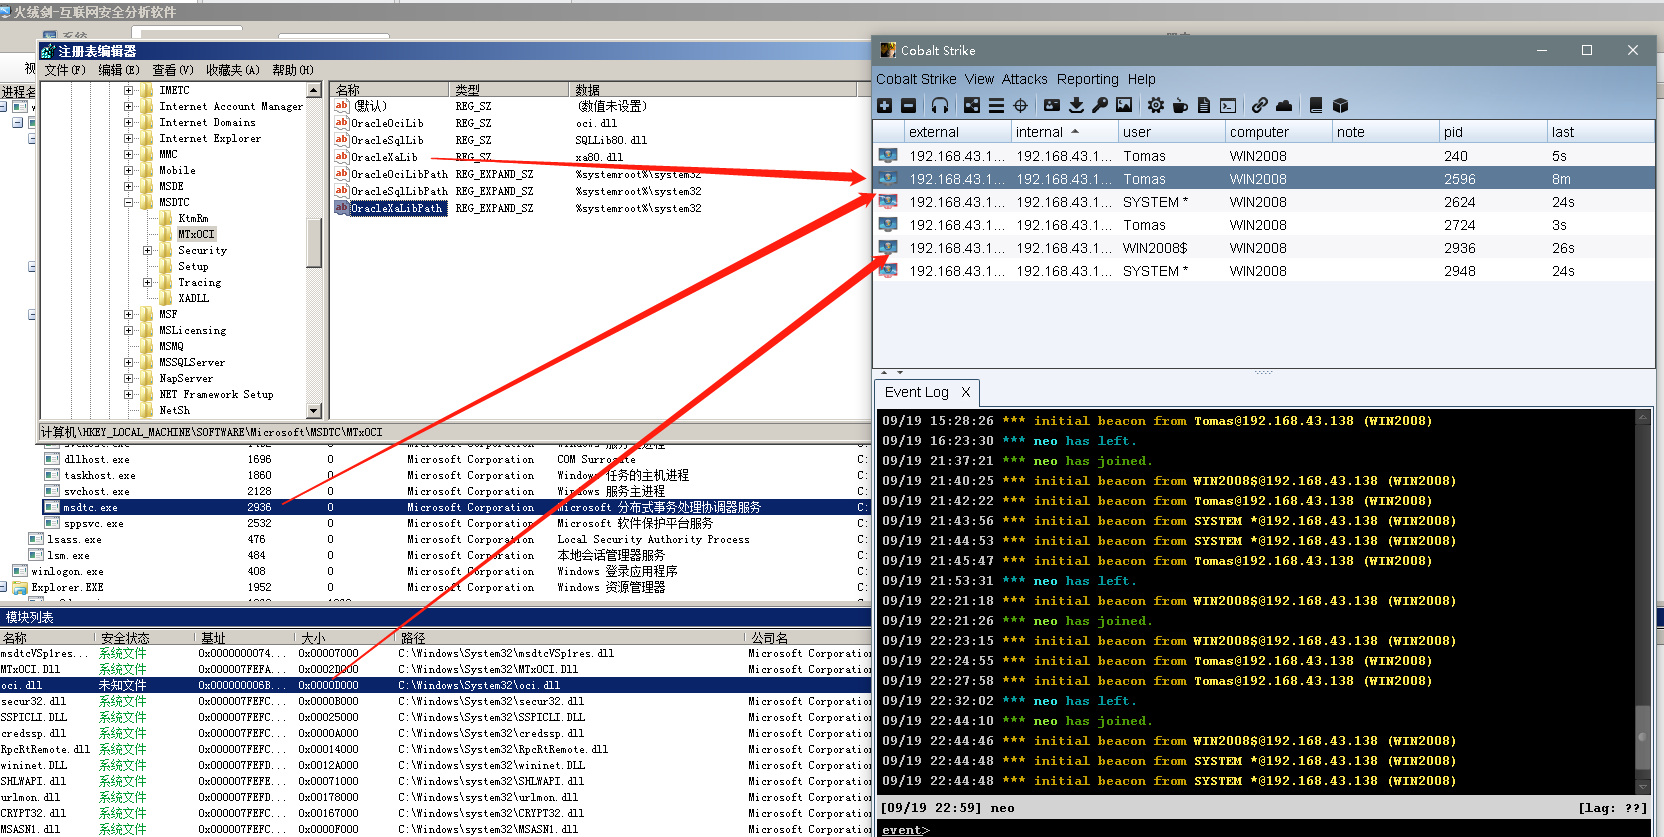 火绒剑-互联网安全分析软件
系统
注册表编辑器
文件(F) 编辑(E) 查看(V) 收藏夹(A) 帮助(H)
IMETC
Internet Account Manager
Internet Domains
Internet Explorer
MMC
Mobile
MSDE
MSDTC
KtmRm
MTxOCI
Security
Setup
Tracing
XADLL
MSF
MSLicensing
MSMQ
MSSQLServer
NapServer
NET Framework Setup
NetSh
名称 类型 数据
(默认) REG_SZ (数值未设置)
OracleOciLib REG_SZ oci.dll
OracleSqlLib REG_SZ SQLLib80.dll
OracleXaLib REG_SZ xa80.dll
OracleOciLibPath REG_EXPAND_SZ %systemroot%\system32
OracleSqlLibPath REG_EXPAND_SZ %systemroot%\system32
OracleXaLibPath REG_EXPAND_SZ %systemroot%\system32
计算机\HKEY_LOCAL_MACHINE\SOFTWARE\Microsoft\MSDTC\MTxOCI
进程名
dllhost.exe 1696 0 Microsoft Corporation COM Surrogate C:
taskhost.exe 1860 0 Microsoft Corporation Windows 任务的主机进程 C:
svchost.exe 2128 0 Microsoft Corporation Windows 服务主进程 C:
msdtc.exe 2936 0 Microsoft Corporation Microsoft 分布式事务处理协调器服务 C:
sppsvc.exe 2532 0 Microsoft Corporation Microsoft 软件保护平台服务 C:
lsass.exe 476 0 Microsoft Corporation Local Security Authority Process C:
lsm.exe 484 0 Microsoft Corporation 本地会话管理器服务 C:
winlogon.exe 408 0 Microsoft Corporation Windows 登录应用程序 C:
Explorer.EXE 1952 0 Microsoft Corporation Windows 资源管理器 C:
模块列表
名称 安全状态 基址 大小 路径 公司名
msdtcVSp1res... 系统文件 0x0000000074... 0x00007000 C:\Windows\System32\msdtcVSp1res.dll Microsoft Corporation
MTxOCI.Dll 系统文件 0x000007FEFA... 0x0002D000 C:\Windows\System32\MTxOCI.Dll Microsoft Corporation
oci.dll 未知文件 0x000000006B... 0x0000D000 C:\Windows\System32\oci.dll
secur32.dll 系统文件 0x000007FEFC... 0x0000B000 C:\Windows\System32\secur32.dll Microsoft Corporation
SSPICLI.DLL 系统文件 0x000007FEFC... 0x00025000 C:\Windows\System32\SSPICLI.DLL Microsoft Corporation
credssp.dll 系统文件 0x000007FEFC... 0x0000A000 C:\Windows\System32\credssp.dll Microsoft Corporation
RpcRtRemote.dll 系统文件 0x000007FEFC... 0x00014000 C:\Windows\System32\RpcRtRemote.dll Microsoft Corporation
wininet.DLL 系统文件 0x000007FEFD... 0x0012A000 C:\Windows\system32\wininet.DLL Microsoft Corporation
SHLWAPI.dll 系统文件 0x000007FEFE... 0x00071000 C:\Windows\system32\SHLWAPI.dll Microsoft Corporation
urlmon.dll 系统文件 0x000007FEFD... 0x00178000 C:\Windows\system32\urlmon.dll Microsoft Corporation
CRYPT32.dll 系统文件 0x000007FEFC... 0x00167000 C:\Windows\system32\CRYPT32.dll Microsoft Corporation
MSASN1.dll 系统文件 0x000007FEFC... 0x0000F000 C:\Windows\system32\MSASN1.dll Microsoft Corporation
Cobalt Strike
Cobalt Strike View Attacks Reporting Help
external internal user computer note pid last
192.168.43.1... 192.168.43.1... Tomas WIN2008 240 5s
192.168.43.1... 192.168.43.1... Tomas WIN2008 2596 8m
192.168.43.1... 192.168.43.1... SYSTEM * WIN2008 2624 24s
192.168.43.1... 192.168.43.1... Tomas WIN2008 2724 3s
192.168.43.1... 192.168.43.1... WIN2008$ WIN2008 2936 26s
192.168.43.1... 192.168.43.1... SYSTEM * WIN2008 2948 24s
Event Log X
09/19 15:28:26 *** initial beacon from Tomas@192.168.43.138 (WIN2008)
09/19 16:23:30 *** neo has left.
09/19 21:37:21 *** neo has joined.
09/19 21:40:25 *** initial beacon from WIN2008$@192.168.43.138 (WIN2008)
09/19 21:42:22 *** initial beacon from Tomas@192.168.43.138 (WIN2008)
09/19 21:43:56 *** initial beacon from SYSTEM *@192.168.43.138 (WIN2008)
09/19 21:44:53 *** initial beacon from SYSTEM *@192.168.43.138 (WIN2008)
09/19 21:45:47 *** initial beacon from Tomas@192.168.43.138 (WIN2008)
09/19 21:53:31 *** neo has left.
09/19 22:21:18 *** initial beacon from WIN2008$@192.168.43.138 (WIN2008)
09/19 22:21:26 *** neo has joined.
09/19 22:23:15 *** initial beacon from WIN2008$@192.168.43.138 (WIN2008)
09/19 22:24:55 *** initial beacon from Tomas@192.168.43.138 (WIN2008)
09/19 22:27:58 *** initial beacon from Tomas@192.168.43.138 (WIN2008)
09/19 22:32:02 *** neo has left.
09/19 22:44:10 *** neo has joined.
09/19 22:44:46 *** initial beacon from WIN2008$@192.168.43.138 (WIN2008)
09/19 22:44:48 *** initial beacon from SYSTEM *@192.168.43.138 (WIN2008)
09/19 22:44:48 *** initial beacon from SYSTEM *@192.168.43.138 (WIN2008)
[09/19 22:59] neo [lag: ??]
event>